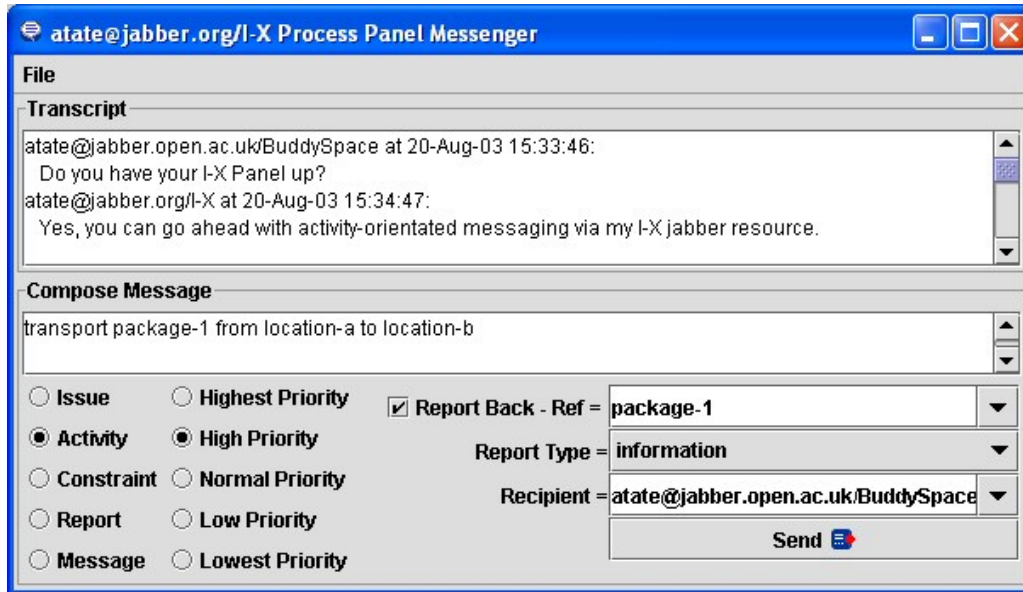 atate@jabber.org/I-X Process Panel Messenger
File
Transcript
atate@jabber.open.ac.uk/BuddySpace at 20-Aug-03 15:33:46:
Do you have your I-X Panel up?
atate@jabber.org/I-X at 20-Aug-03 15:34:47:
Yes, you can go ahead with activity-orientated messaging via my I-X jabber resource.
Compose Message
transport package-1 from location-a to location-b
Issue
Activity
Constraint
Report
Message
Highest Priority
High Priority
Normal Priority
Low Priority
Lowest Priority
Report Back - Ref = package-1
Report Type = information
Recipient = atate@jabber.open.ac.uk/BuddySpace
Send